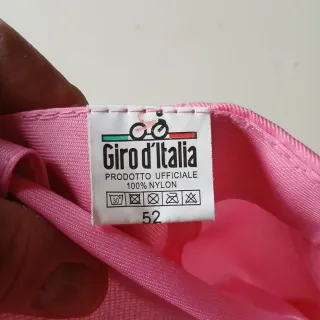 Giro d'Italia
PRODOTTO UFFICIALE
100% NYLON
52